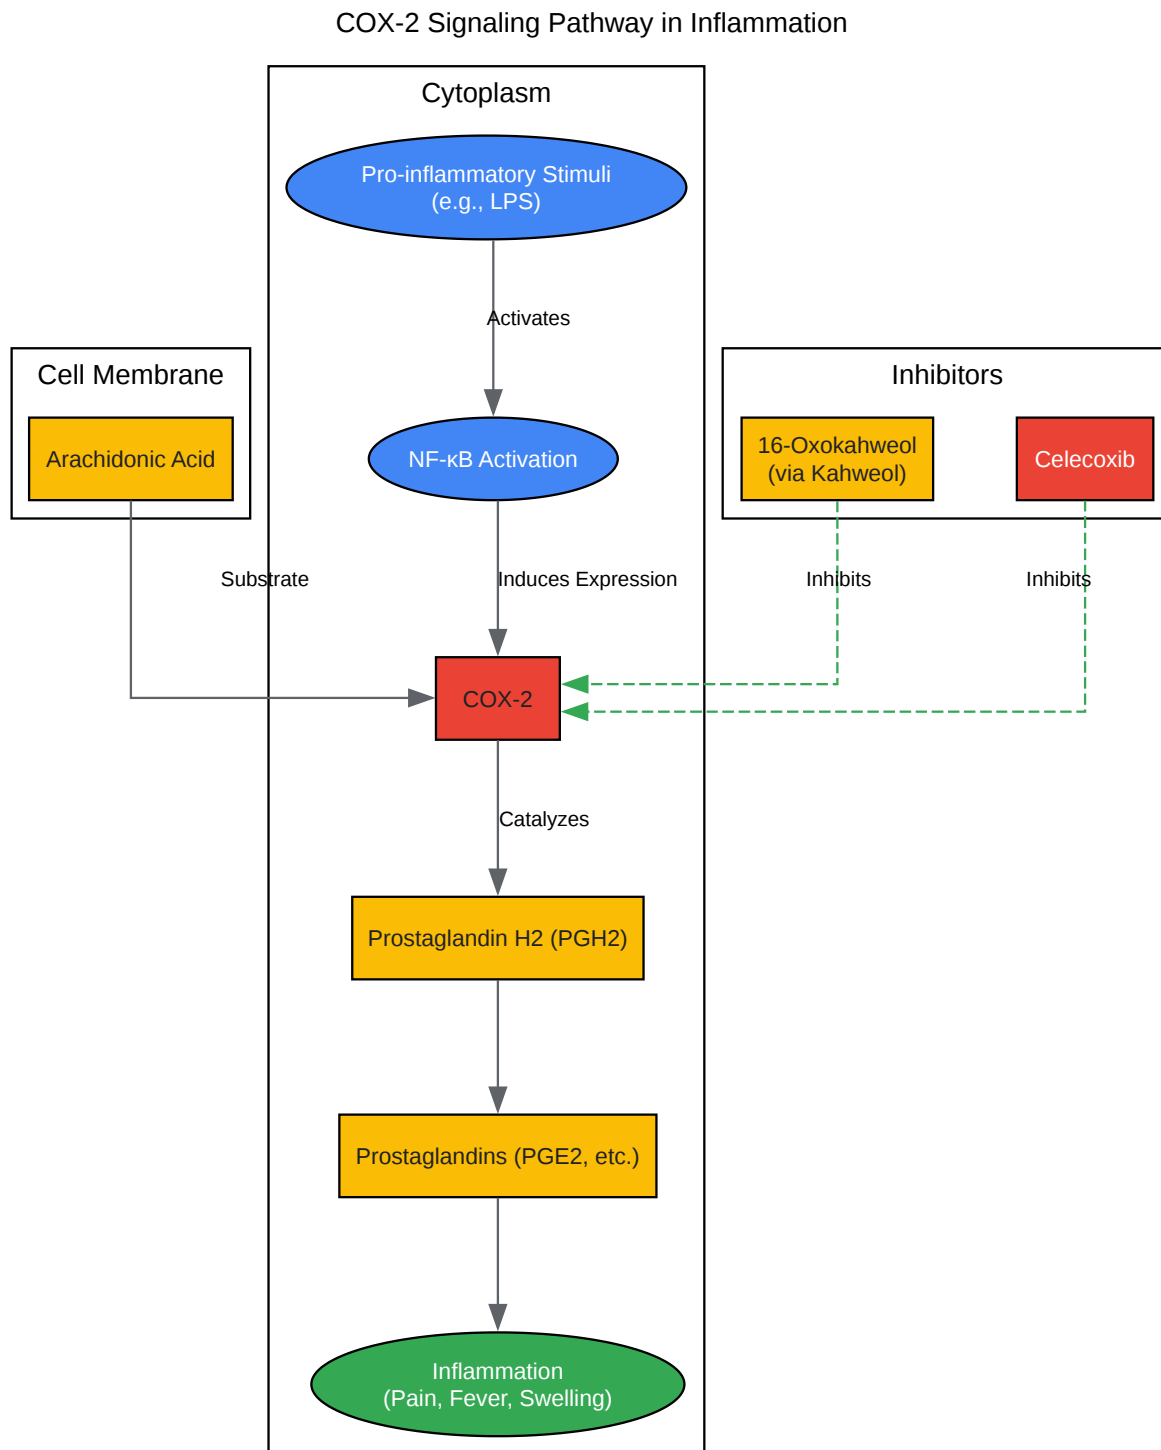 COX-2 Signaling Pathway in Inflammation
Cytoplasm
Pro-inflammatory Stimuli
(e.g., LPS)
Activates
Cell Membrane
Inhibitors
Arachidonic Acid
NF-κB Activation
16-Oxokahweol
(via Kahweol)
Celecoxib
Substrate
Induces Expression
Inhibits
Inhibits
COX-2
Catalyzes
Prostaglandin H2 (PGH2)
Prostaglandins (PGE2, etc.)
Inflammation
(Pain, Fever, Swelling)